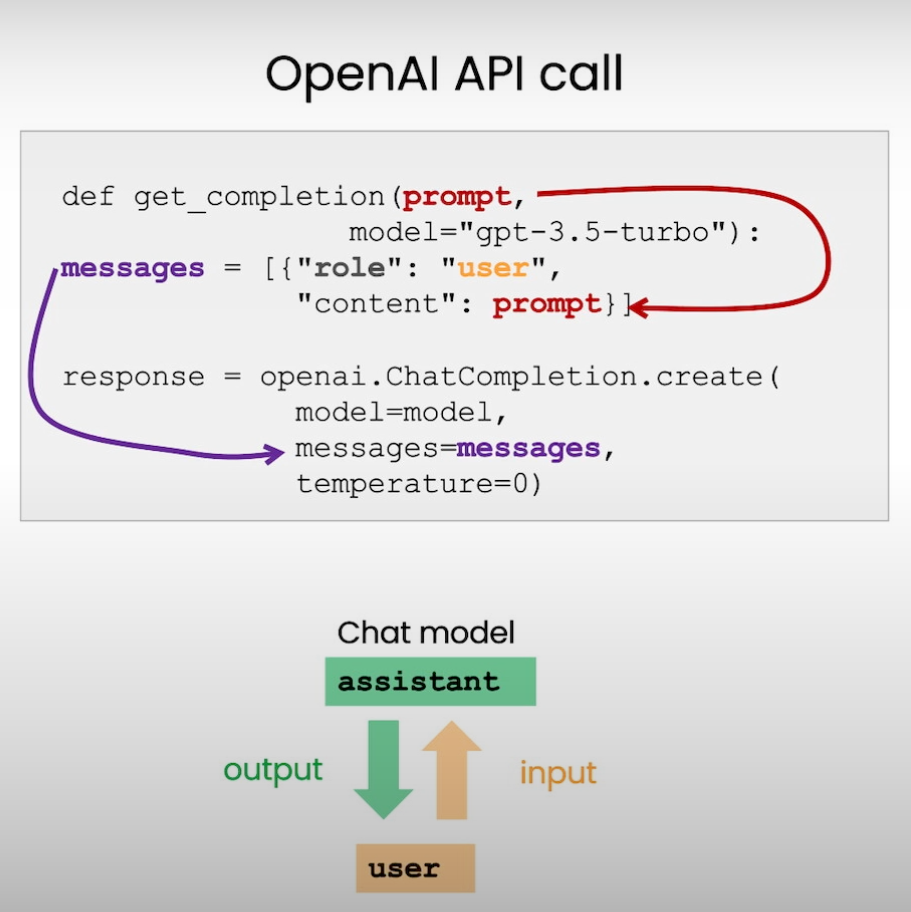 OpenAI API call
def get_completion(prompt,
model="gpt-3.5-turbo"):
messages = [{"role": "user",
"content": prompt}]
response = openai.ChatCompletion.create(
model=model,
messages=messages,
temperature=0)
Chat model
assistant
output
input
user